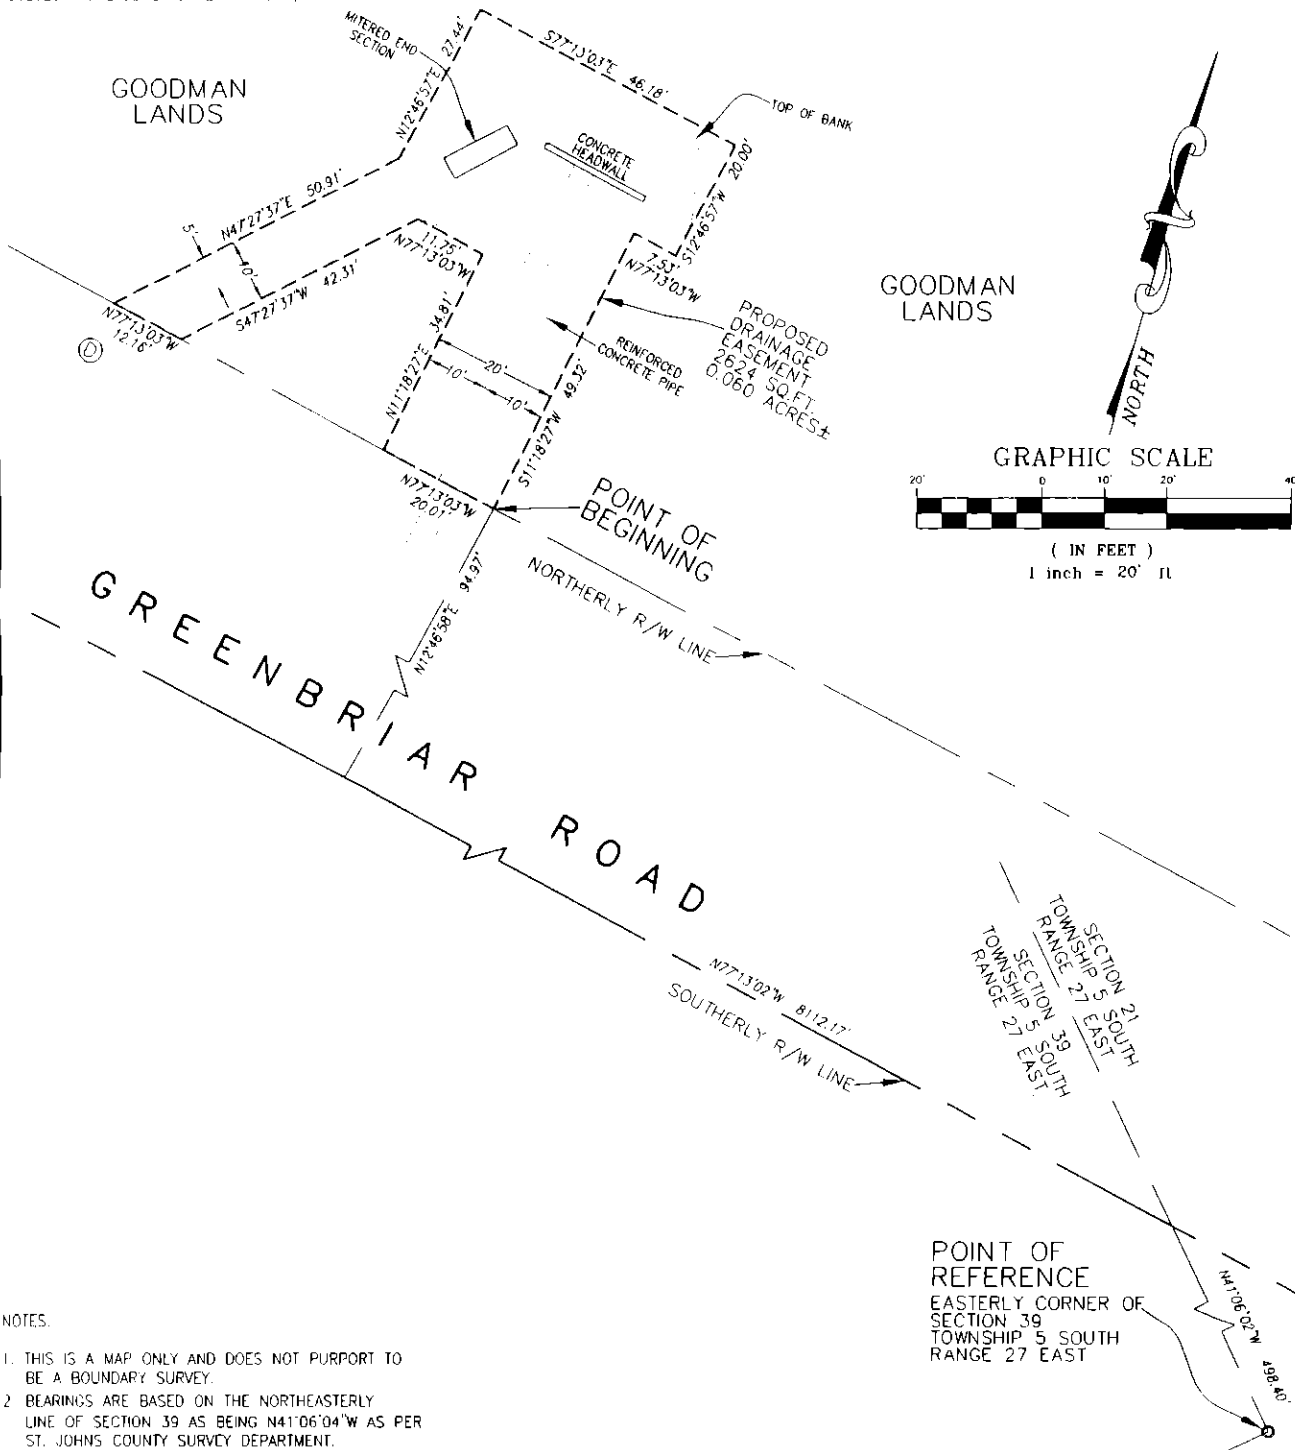 GOODMAN
LANDS
MITERED END
SECTION
N12°46'57"E 27.44'
S77°13'03"E 46.18'
TOP OF BANK
CONCRETE
HEADWALL
S12°46'57"W 20.00'
N47°27'37"E 50.91'
5'
10'
S47°27'37"W 42.31'
11.75'
N77°13'03"W
7.53'
N77°13'03"W
GOODMAN
LANDS
N77°13'03"W
12.16'
D
N11°18'27"E 34.81'
20'
10'
10'
REINFORCED
CONCRETE PIPE
S11°18'27"W 49.32'
PROPOSED
DRAINAGE
EASEMENT
2624 SQ.FT.
0.060 ACRES±
NORTH
GRAPHIC SCALE
20' 0 10' 20' 40
( IN FEET )
1 inch = 20' ft
N77°13'03"W
20.01'
POINT OF
BEGINNING
N12°46'58"E 94.97'
NORTHERLY R/W LINE
GREENBRIAR ROAD
SECTION 21
TOWNSHIP 5 SOUTH
RANGE 27 EAST
SECTION 39
TOWNSHIP 5 SOUTH
RANGE 27 EAST
N77°13'02"W 8112.17'
SOUTHERLY R/W LINE
POINT OF
REFERENCE
EASTERLY CORNER OF
SECTION 39
TOWNSHIP 5 SOUTH
RANGE 27 EAST
N41°06'02"W 498.40'
NOTES.
1. THIS IS A MAP ONLY AND DOES NOT PURPORT TO
BE A BOUNDARY SURVEY.
2 BEARINGS ARE BASED ON THE NORTHEASTERLY
LINE OF SECTION 39 AS BEING N41°06'04"W AS PER
ST. JOHNS COUNTY SURVEY DEPARTMENT.